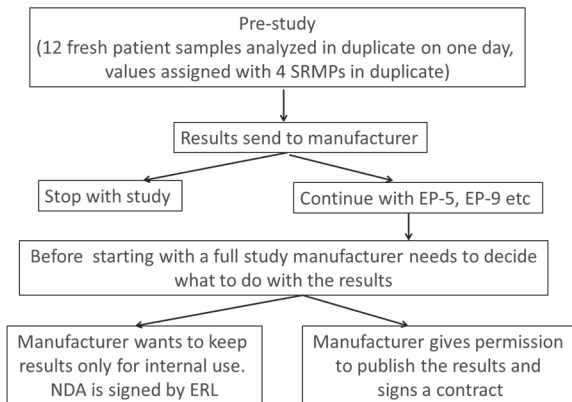 Pre-study
(12 fresh patient samples analyzed in duplicate on one day,
values assigned with 4 SRMPs in duplicate)
Results send to manufacturer
Stop with study
Continue with EP-5, EP-9 etc
Before starting with a full study manufacturer needs to decide
what to do with the results
Manufacturer wants to keep
results only for internal use.
NDA is signed by ERL
Manufacturer gives permission
to publish the results and
signs a contract